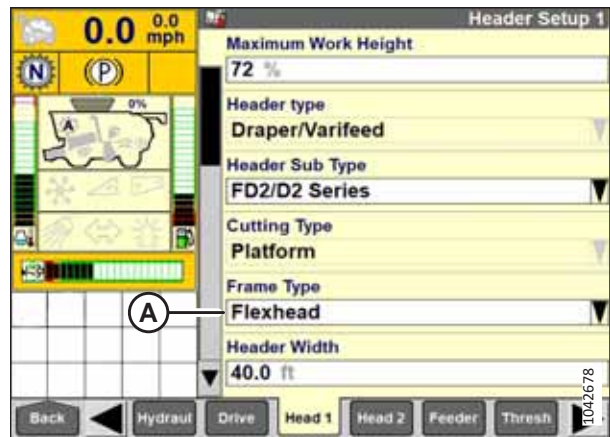 0.0 0.0 mph
Header Setup 1
N
(P)
0%
A
Maximum Work Height
72 %
Header type
Draper/Varifeed
Header Sub Type
FD2/D2 Series
Cutting Type
Platform
Frame Type
A
Flexhead
Header Width
40.0 ft
1042678
Back Hydraul Drive Head 1 Head 2 Feeder Thresh